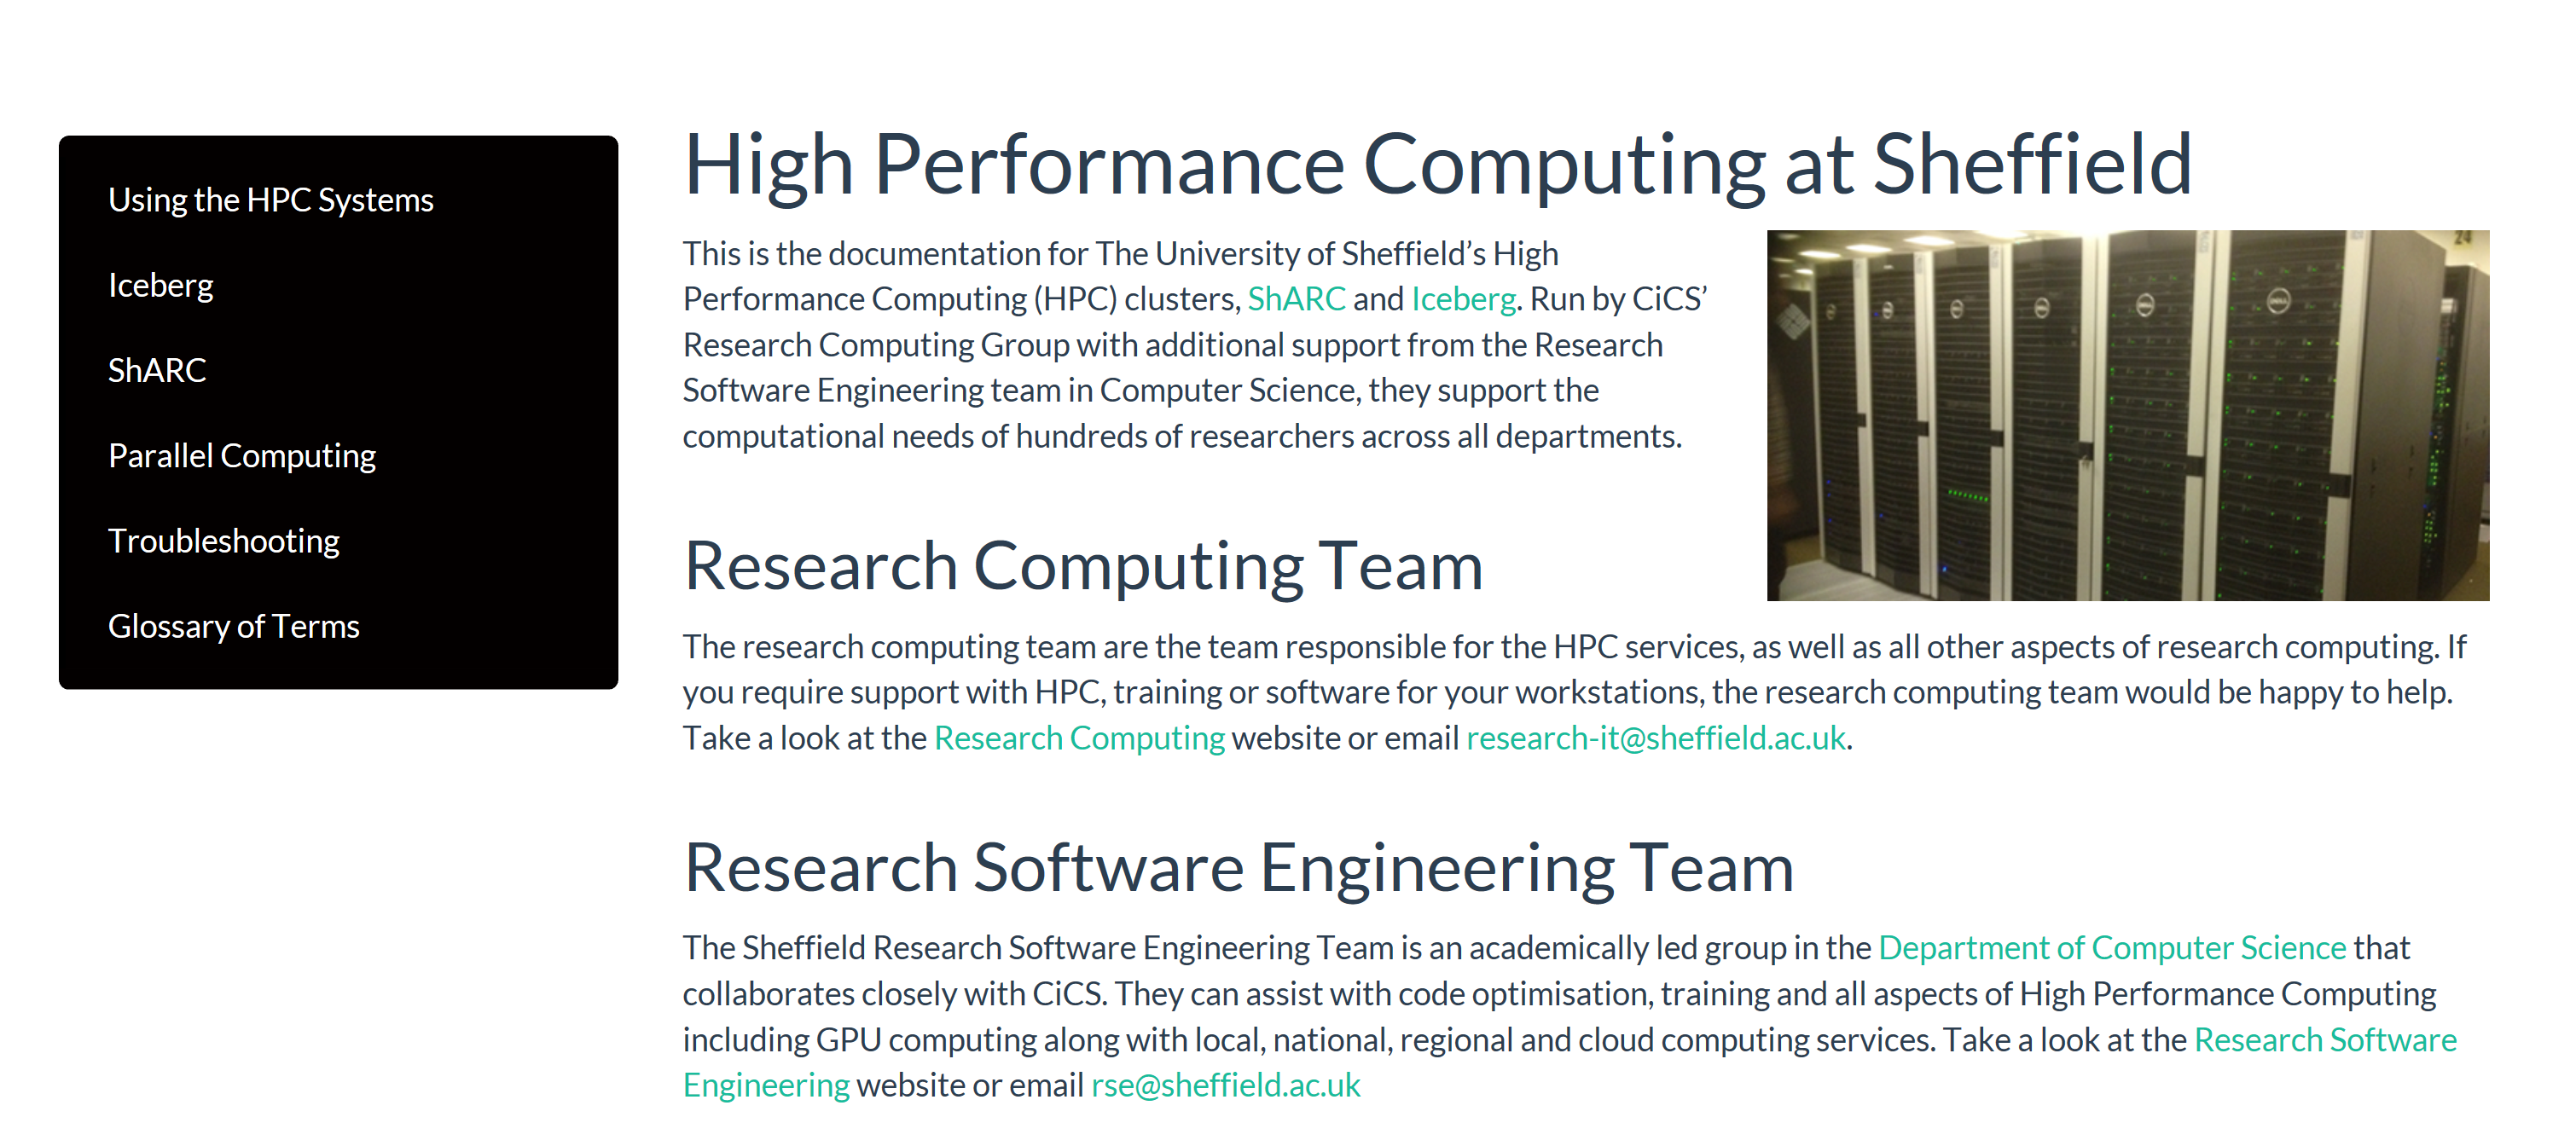 Using the HPC Systems
Iceberg
ShARC
Parallel Computing
Troubleshooting
Glossary of Terms
High Performance Computing at Sheffield
This is the documentation for The University of Sheffield’s High
Performance Computing (HPC) clusters, ShARC and Iceberg. Run by CiCS’
Research Computing Group with additional support from the Research
Software Engineering team in Computer Science, they support the
computational needs of hundreds of researchers across all departments.
24
DELL
Research Computing Team
The research computing team are the team responsible for the HPC services, as well as all other aspects of research computing. If
you require support with HPC, training or software for your workstations, the research computing team would be happy to help.
Take a look at the Research Computing website or email research-it@sheffield.ac.uk.
Research Software Engineering Team
The Sheffield Research Software Engineering Team is an academically led group in the Department of Computer Science that
collaborates closely with CiCS. They can assist with code optimisation, training and all aspects of High Performance Computing
including GPU computing along with local, national, regional and cloud computing services. Take a look at the Research Software
Engineering website or email rse@sheffield.ac.uk